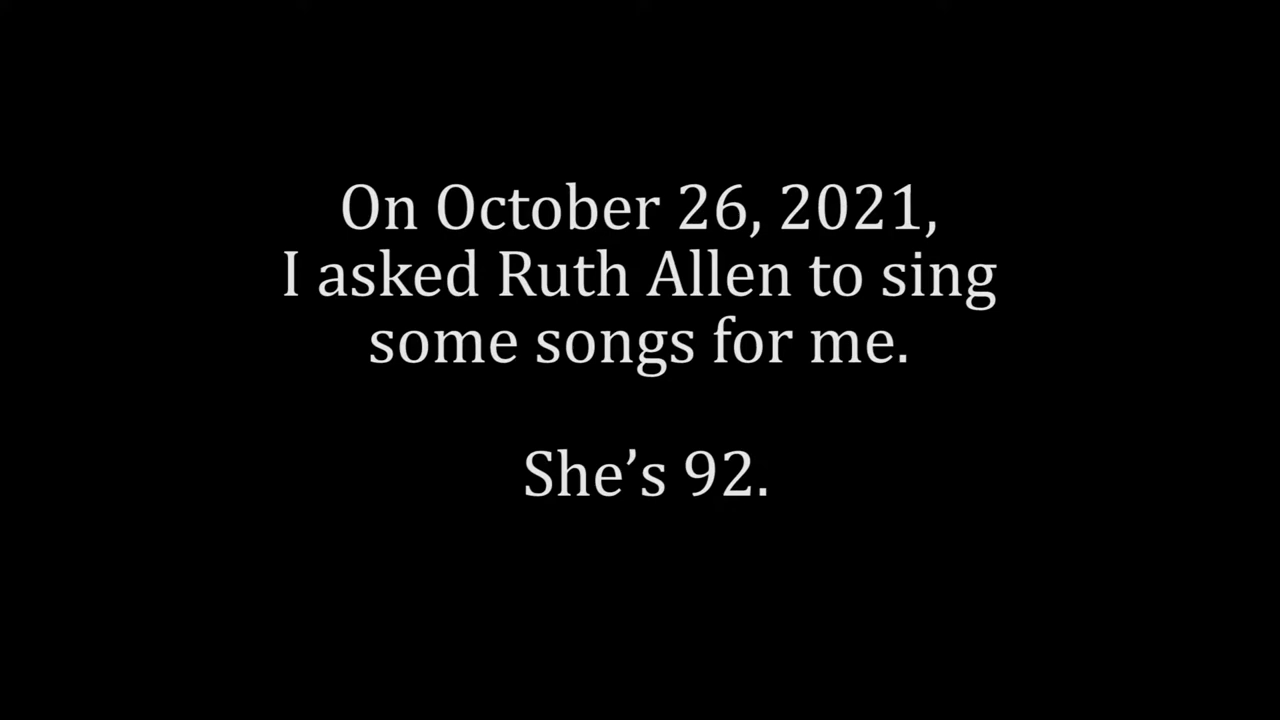 On October 26, 2021,
I asked Ruth Allen to sing
some songs for me.
She’s 92.